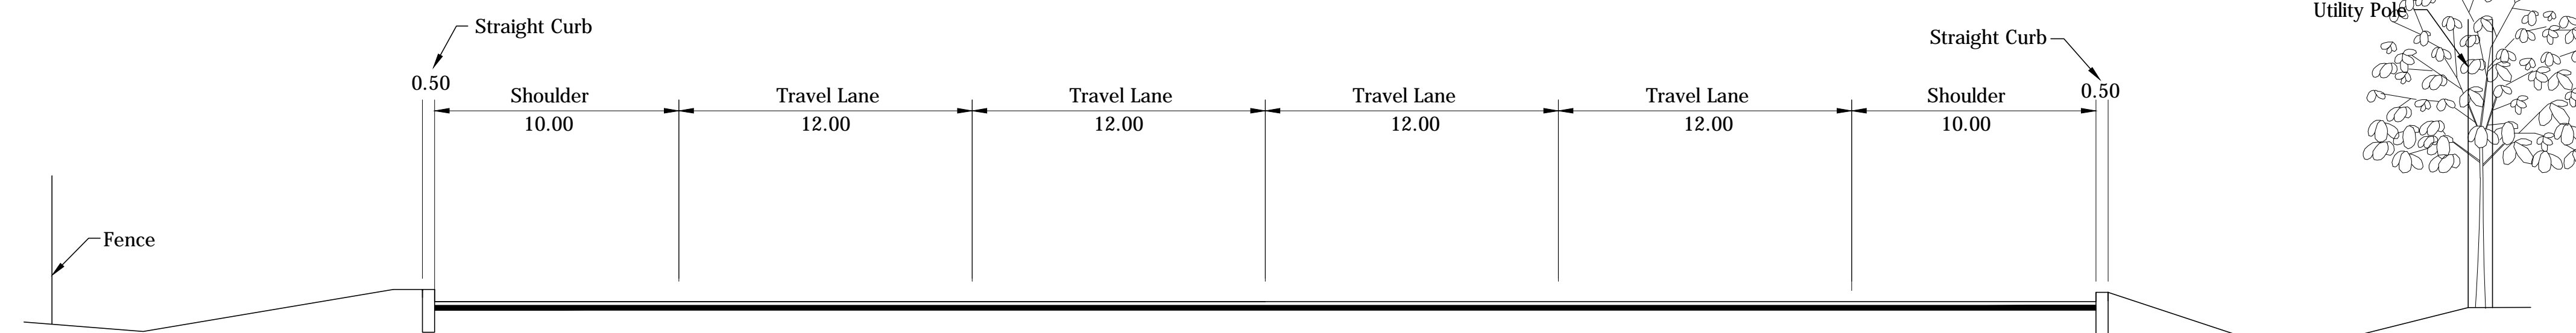 Utility Pole
Straight Curb
Straight Curb
0.50
0.50
Shoulder
Travel Lane
Travel Lane
Travel Lane
Travel Lane
Shoulder
10.00
12.00
12.00
12.00
12.00
10.00
Fence